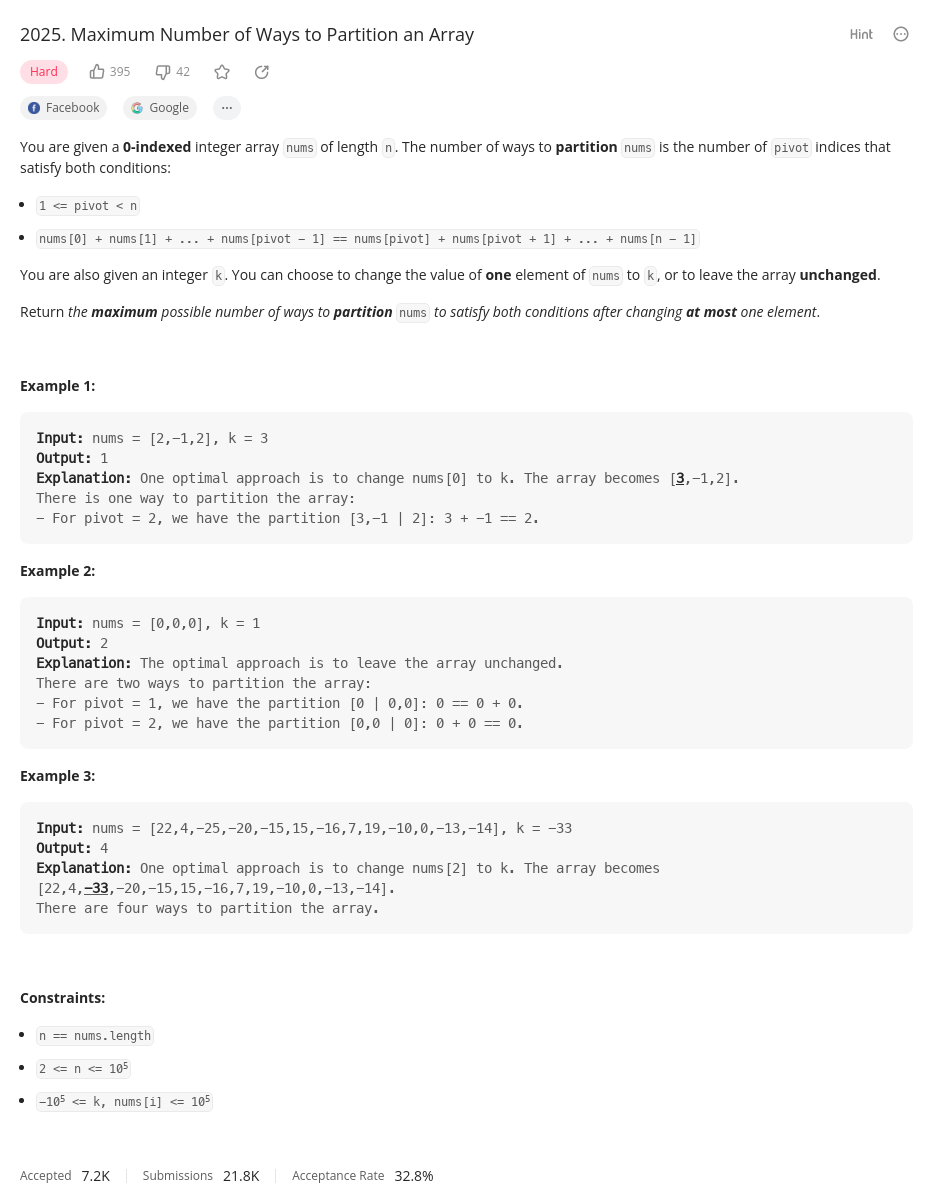 2025. Maximum Number of Ways to Partition an Array
Hint
Hard 395 42
Facebook Google ...
You are given a 0-indexed integer array nums of length n. The number of ways to partition nums is the number of pivot indices that
satisfy both conditions:
• 1 <= pivot < n
• nums[0] + nums[1] + ... + nums[pivot - 1] == nums[pivot] + nums[pivot + 1] + ... + nums[n - 1]
You are also given an integer k. You can choose to change the value of one element of nums to k, or to leave the array unchanged.
Return the maximum possible number of ways to partition nums to satisfy both conditions after changing at most one element.
Example 1:
Input: nums = [2,-1,2], k = 3
Output: 1
Explanation: One optimal approach is to change nums[0] to k. The array becomes [3,-1,2].
There is one way to partition the array:
- For pivot = 2, we have the partition [3,-1 | 2]: 3 + -1 == 2.
Example 2:
Input: nums = [0,0,0], k = 1
Output: 2
Explanation: The optimal approach is to leave the array unchanged.
There are two ways to partition the array:
- For pivot = 1, we have the partition [0 | 0,0]: 0 == 0 + 0.
- For pivot = 2, we have the partition [0,0 | 0]: 0 + 0 == 0.
Example 3:
Input: nums = [22,4,-25,-20,-15,15,-16,7,19,-10,0,-13,-14], k = -33
Output: 4
Explanation: One optimal approach is to change nums[2] to k. The array becomes
[22,4,-33,-20,-15,15,-16,7,19,-10,0,-13,-14].
There are four ways to partition the array.
Constraints:
• n == nums.length
• 2 <= n <= 10⁵
• -10⁵ <= k, nums[i] <= 10⁵
Accepted 7.2K Submissions 21.8K Acceptance Rate 32.8%